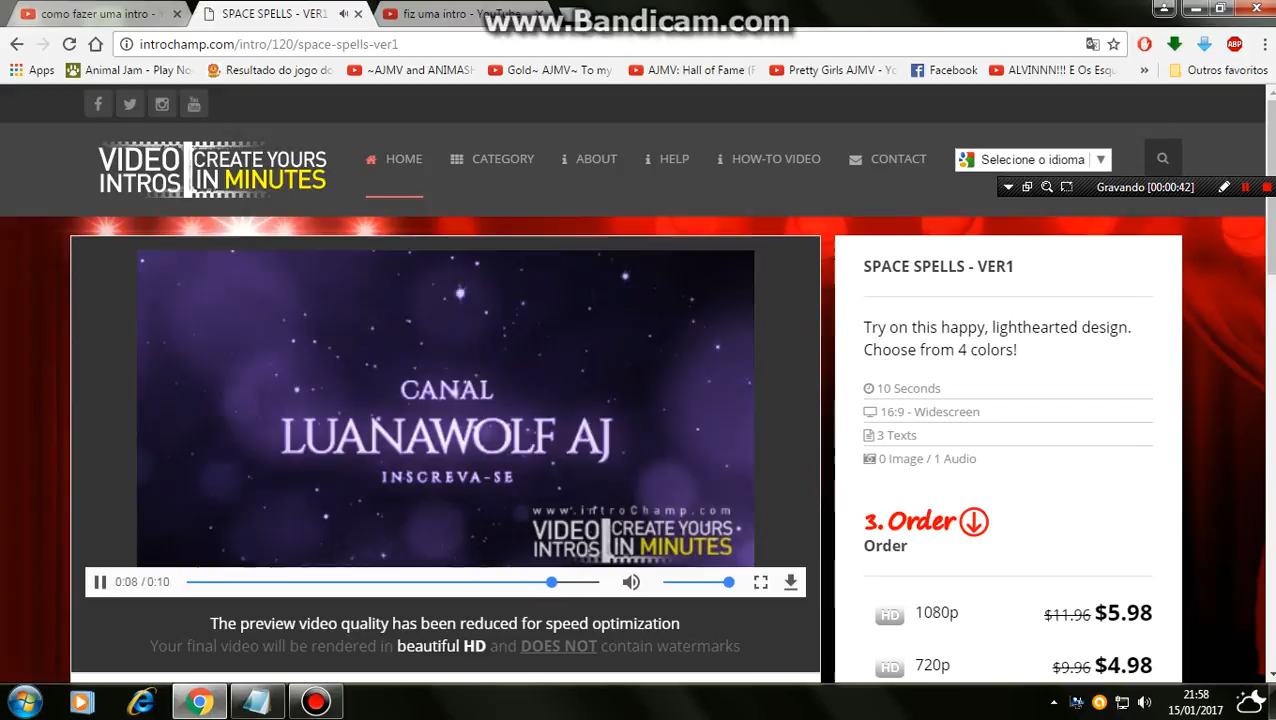 como fazer uma intro -
SPACE SPELLS - VER1
fiz uma intro - YouTube
www.Bandicam.com
introchamp.com/intro/120/space-spells-ver1
Apps
Animal Jam - Play No
Resultado do jogo do
~AJMV and ANIMASH
Gold~ AJMV~ To my
AJMV: Hall of Fame (F
Pretty Girls AJMV - Yo
Facebook
ALVINNN!!! E Os Esqu
»
Outros favoritos
ABP
You
VIDEO INTROS
CREATE YOURS IN MINUTES
HOME
CATEGORY
ABOUT
HELP
HOW-TO VIDEO
CONTACT
Selecione o idioma
Gravando [00:00:42]
CANAL
LUANAWOLF AJ
INSCREVA-SE
www.introChamp.com
VIDEO INTROS
CREATE YOURS IN MINUTES
0:08 / 0:10
The preview video quality has been reduced for speed optimization
Your final video will be rendered in beautiful HD and DOES NOT contain watermarks
SPACE SPELLS - VER1
Try on this happy, lighthearted design.
Choose from 4 colors!
10 Seconds
16:9 - Widescreen
3 Texts
0 Image / 1 Audio
3. Order
Order
HD 1080p $11.96 $5.98
HD 720p $9.96 $4.98
21:58
15/01/2017